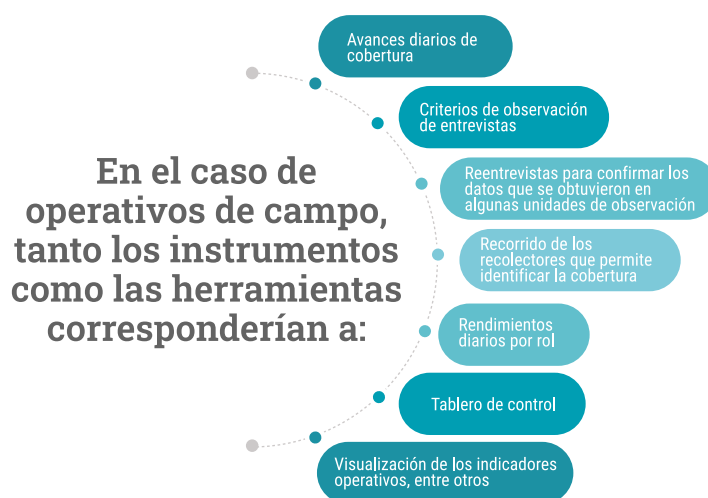 En el caso de
operativos de campo,
tanto los instrumentos
como las herramientas
corresponderían a:
Avances diarios de
cobertura
Criterios de observación
de entrevistas
Reentrevistas para confirmar los
datos que se obtuvieron en
algunas unidades de observación
Recorrido de los
recolectores que permite
identificar la cobertura
Rendimientos
diarios por rol
Tablero de control
Visualización de los indicadores
operativos, entre otros